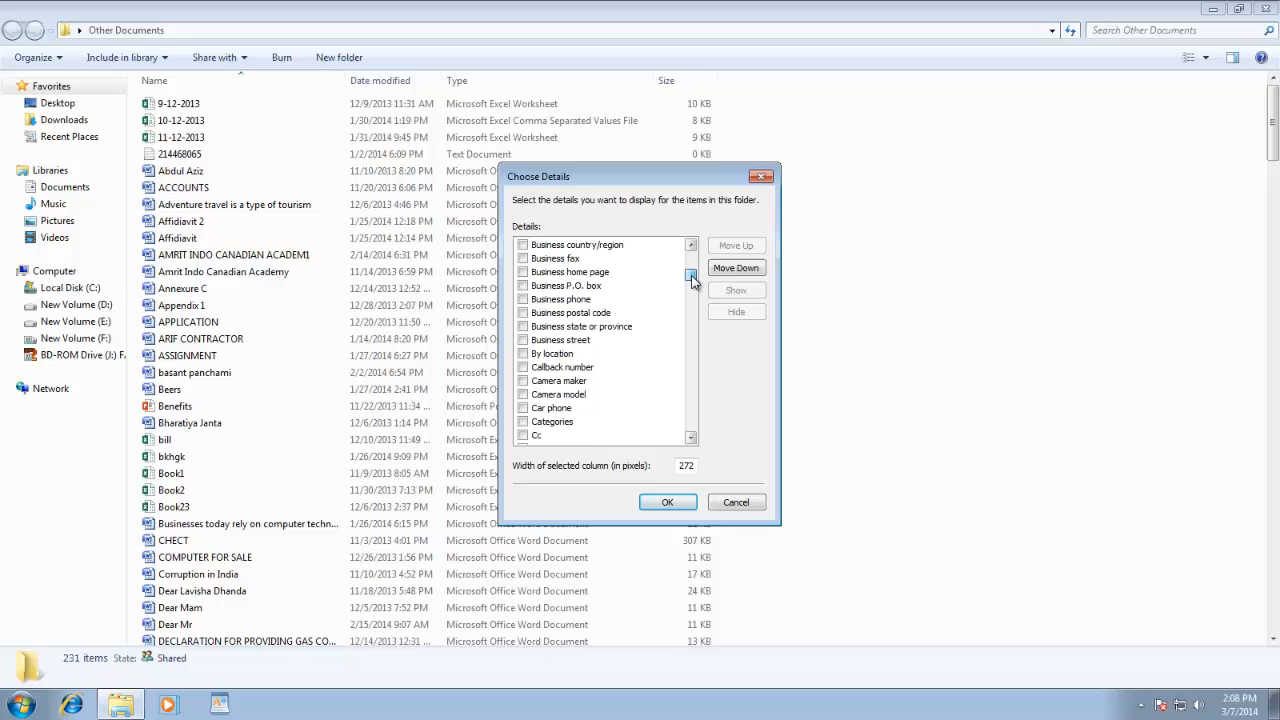 Other Documents
Search Other Documents
Organize Include in library Share with Burn New folder
Name Date modified Type Size
Favorites
Desktop
Downloads
Recent Places
Libraries
Documents
Music
Pictures
Videos
Computer
Local Disk (C:)
New Volume (D:)
New Volume (E:)
New Volume (F:)
BD-ROM Drive (J:) F
Network
9-12-2013 12/9/2013 11:31 AM Microsoft Excel Worksheet 10 KB
10-12-2013 1/30/2014 1:19 PM Microsoft Excel Comma Separated Values File 8 KB
11-12-2013 1/31/2014 9:45 PM Microsoft Excel Worksheet 9 KB
214468065 1/2/2014 6:09 PM Text Document 0 KB
Abdul Aziz 11/10/2013 8:20 PM Microsoft O
ACCOUNTS 11/20/2013 6:06 PM Microsoft O
Adventure travel is a type of tourism 12/6/2013 4:46 PM Microsoft O
Affidiavit 2 1/25/2014 12:18 PM Microsoft O
Affidiavit 1/25/2014 12:14 PM Microsoft O
AMRIT INDO CANADIAN ACADEM1 2/14/2014 6:31 PM Microsoft O
Amrit Indo Canadian Academy 11/14/2013 6:59 PM Microsoft O
Annexure C 11/14/2013 12:52 ... Microsoft O
Appendix 1 12/28/2013 2:07 PM Microsoft O
APPLICATION 12/20/2013 11:50 ... Microsoft O
ARIF CONTRACTOR 1/14/2014 8:20 PM Microsoft O
ASSIGNMENT 1/27/2014 6:27 PM Microsoft O
basant panchami 2/2/2014 6:54 PM Microsoft O
Beers 1/27/2014 2:41 PM Microsoft O
Benefits 11/22/2013 11:34 ... Microsoft P
Bharatiya Janta 12/6/2013 1:14 PM Microsoft O
bill 12/10/2013 11:49 ... Microsoft E
bkhgk 1/26/2014 9:09 PM Microsoft E
Book1 11/9/2013 8:05 AM Microsoft E
Book2 11/30/2013 7:13 PM Microsoft E
Book23 12/6/2013 2:37 PM Microsoft E
Businesses today rely on computer techn... 1/26/2014 6:15 PM Microsoft Office Word Document
CHECT 11/3/2013 4:01 PM Microsoft Office Word Document 307 KB
COMPUTER FOR SALE 12/26/2013 1:56 PM Microsoft Office Word Document 12 KB
Corruption in India 11/10/2013 4:52 PM Microsoft Office Word Document 17 KB
Dear Lavisha Dhanda 11/18/2013 5:48 PM Microsoft Office Word Document 24 KB
Dear Mam 12/5/2013 7:52 PM Microsoft Office Word Document 11 KB
Dear Mr 2/15/2014 9:07 AM Microsoft Office Word Document 11 KB
DECLARATION FOR PROVIDING GAS CO... 12/14/2013 12:31 ... Microsoft Office Word Document 13 KB
Choose Details
Select the details you want to display for the items in this folder.
Details:
Business country/region
Business fax
Business home page
Business P.O. box
Business phone
Business postal code
Business state or province
Business street
By location
Callback number
Camera maker
Camera model
Car phone
Categories
Cc
Move Up
Move Down
Show
Hide
Width of selected column (in pixels): 272
OK Cancel
231 items State: Shared
2:08 PM
3/7/2014